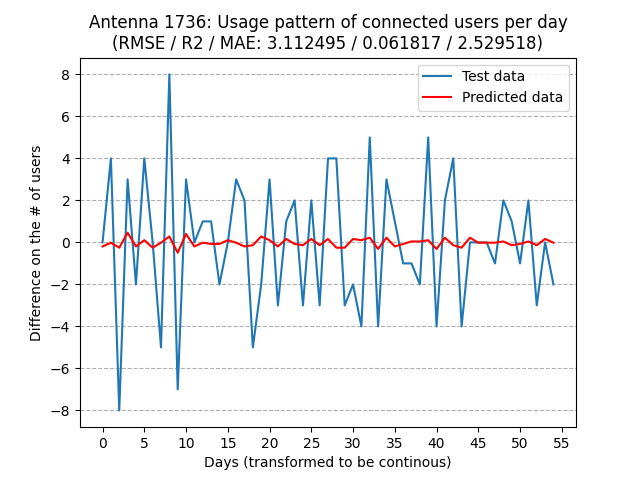 Antenna 1736: Usage pattern of connected users per day
(RMSE / R2 / MAE: 3.112495 / 0.061817 / 2.529518)
Test data
Predicted data
Difference on the # of users
8
6
4
2
0
−2
−4
−6
−8
0 5 10 15 20 25 30 35 40 45 50 55
Days (transformed to be continous)